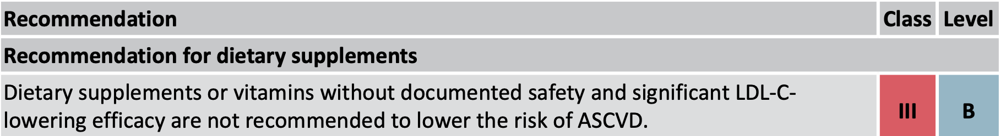 Recommendation Class Level
Recommendation for dietary supplements
Dietary supplements or vitamins without documented safety and significant LDL-C-
lowering efficacy are not recommended to lower the risk of ASCVD. III B